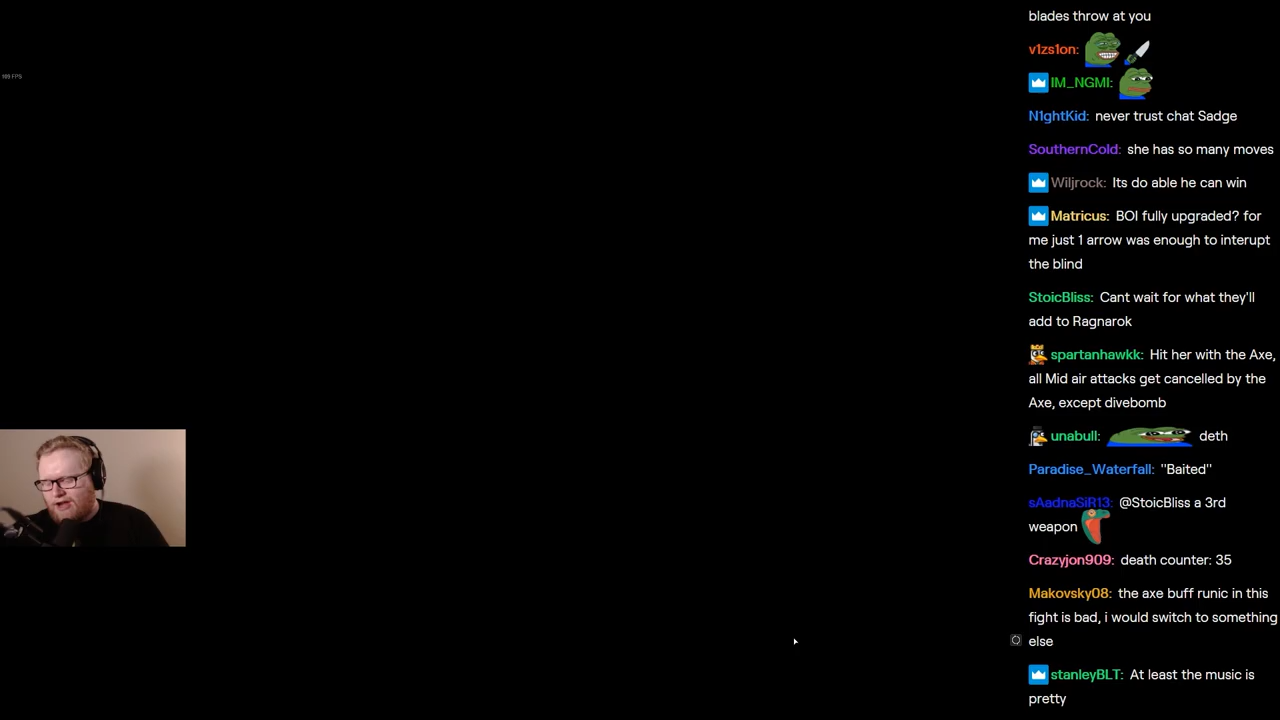 blades throw at you
109 FPS
v1zs1on:
IM_NGMI:
N1ghtKid: never trust chat Sadge
SouthernCold: she has so many moves
Wiljrock: Its do able he can win
Matricus: BOI fully upgraded? for
me just 1 arrow was enough to interupt
the blind
StoicBliss: Cant wait for what they'll
add to Ragnarok
spartanhawkk: Hit her with the Axe,
all Mid air attacks get cancelled by the
Axe, except divebomb
unabull: deth
Paradise_Waterfall: "Baited"
sAadnaSiR13: @StoicBliss a 3rd
weapon
Crazyjon909: death counter: 35
Makovsky08: the axe buff runic in this
fight is bad, i would switch to something
else
stanleyBLT: At least the music is
pretty